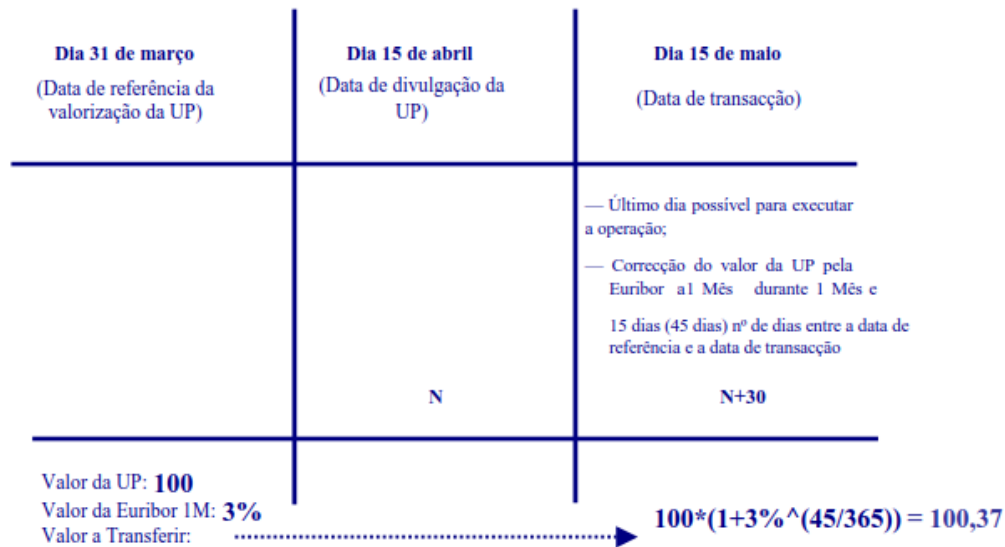 Dia 31 de março
(Data de referência da
valorização da UP)
Dia 15 de abril
(Data de divulgação da
UP)
Dia 15 de maio
(Data de transacção)
— Último dia possível para executar
a operação;
— Correcção do valor da UP pela
Euribor a1 Mês durante 1 Mês e
15 dias (45 dias) nº de dias entre a data de
referência e a data de transacção
N
N+30
Valor da UP: 100
Valor da Euribor 1M: 3%
Valor a Transferir:
100*(1+3%^(45/365)) = 100,37